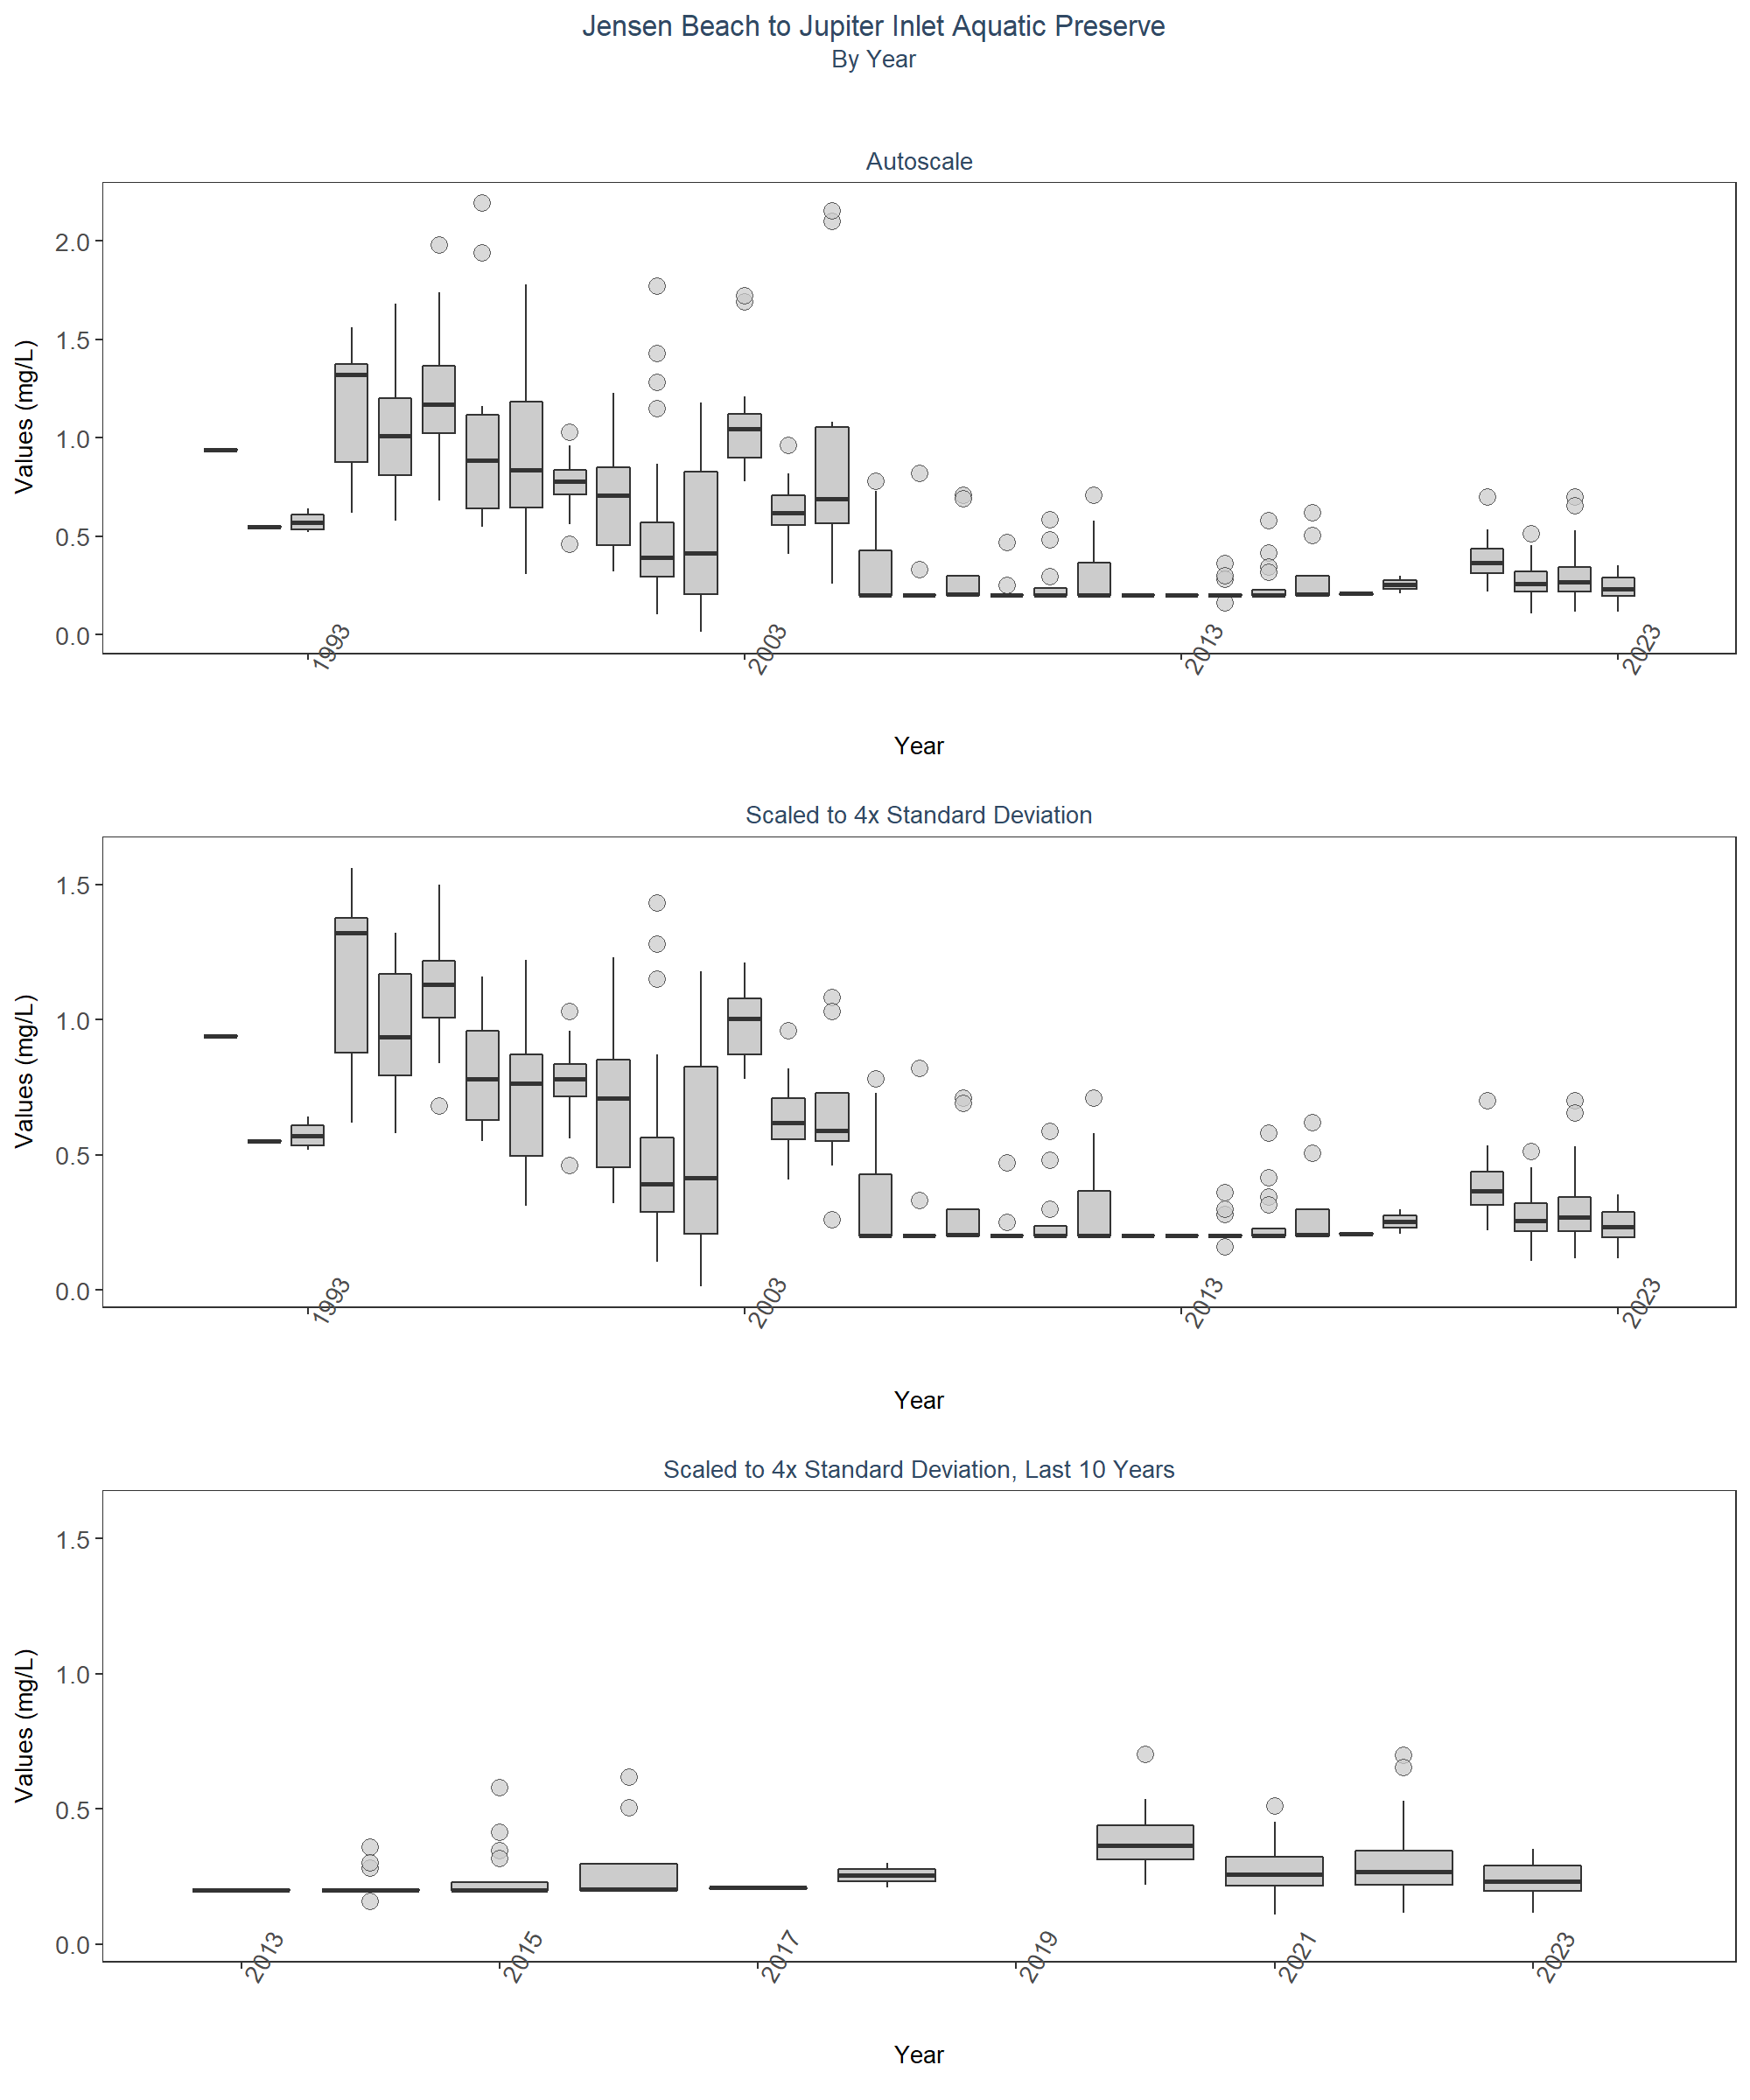 Jensen Beach to Jupiter Inlet Aquatic Preserve
By Year
Autoscale
Values (mg/L)
2.0
1.5
1.0
0.5
0.0
1993
2003
2013
2023
Year
Scaled to 4x Standard Deviation
Values (mg/L)
1.5
1.0
0.5
0.0
1993
2003
2013
2023
Year
Scaled to 4x Standard Deviation, Last 10 Years
Values (mg/L)
1.5
1.0
0.5
0.0
2013
2015
2017
2019
2021
2023
Year